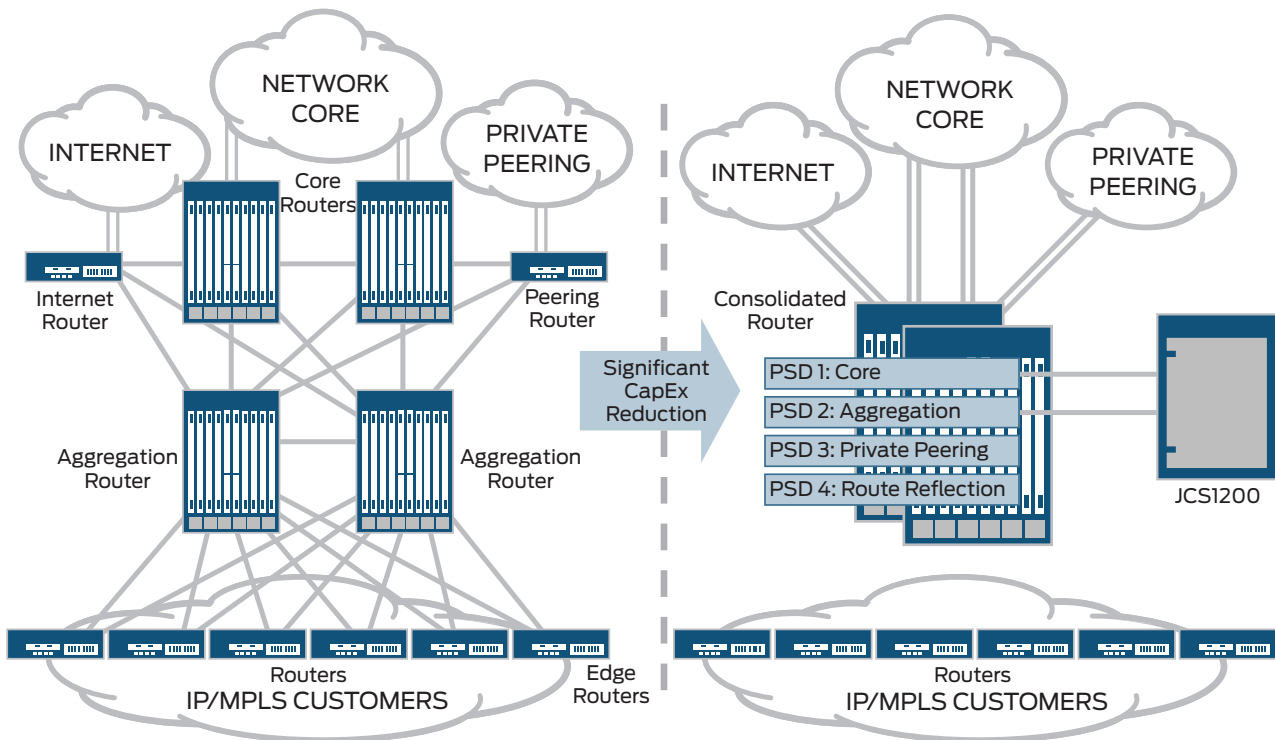 NETWORK
CORE
INTERNET
PRIVATE
PEERING
Core
Routers
Internet
Router
Peering
Router
Aggregation
Router
Aggregation
Router
Routers
Edge
Routers
IP/MPLS CUSTOMERS
Significant
CapEx
Reduction
NETWORK
CORE
INTERNET
PRIVATE
PEERING
Consolidated
Router
PSD 1: Core
PSD 2: Aggregation
PSD 3: Private Peering
PSD 4: Route Reflection
JCS1200
Routers
IP/MPLS CUSTOMERS